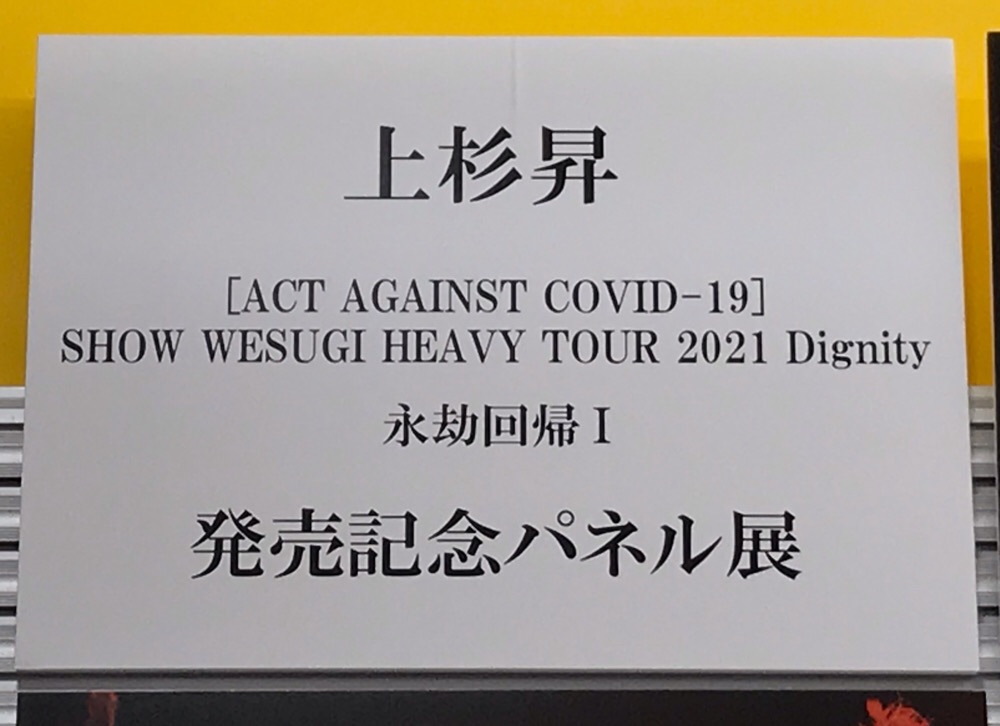 上杉昇
[ACT AGAINST COVID-19]
SHOW WESUGI HEAVY TOUR 2021 Dignity
永劫回帰Ⅰ
発売記念パネル展